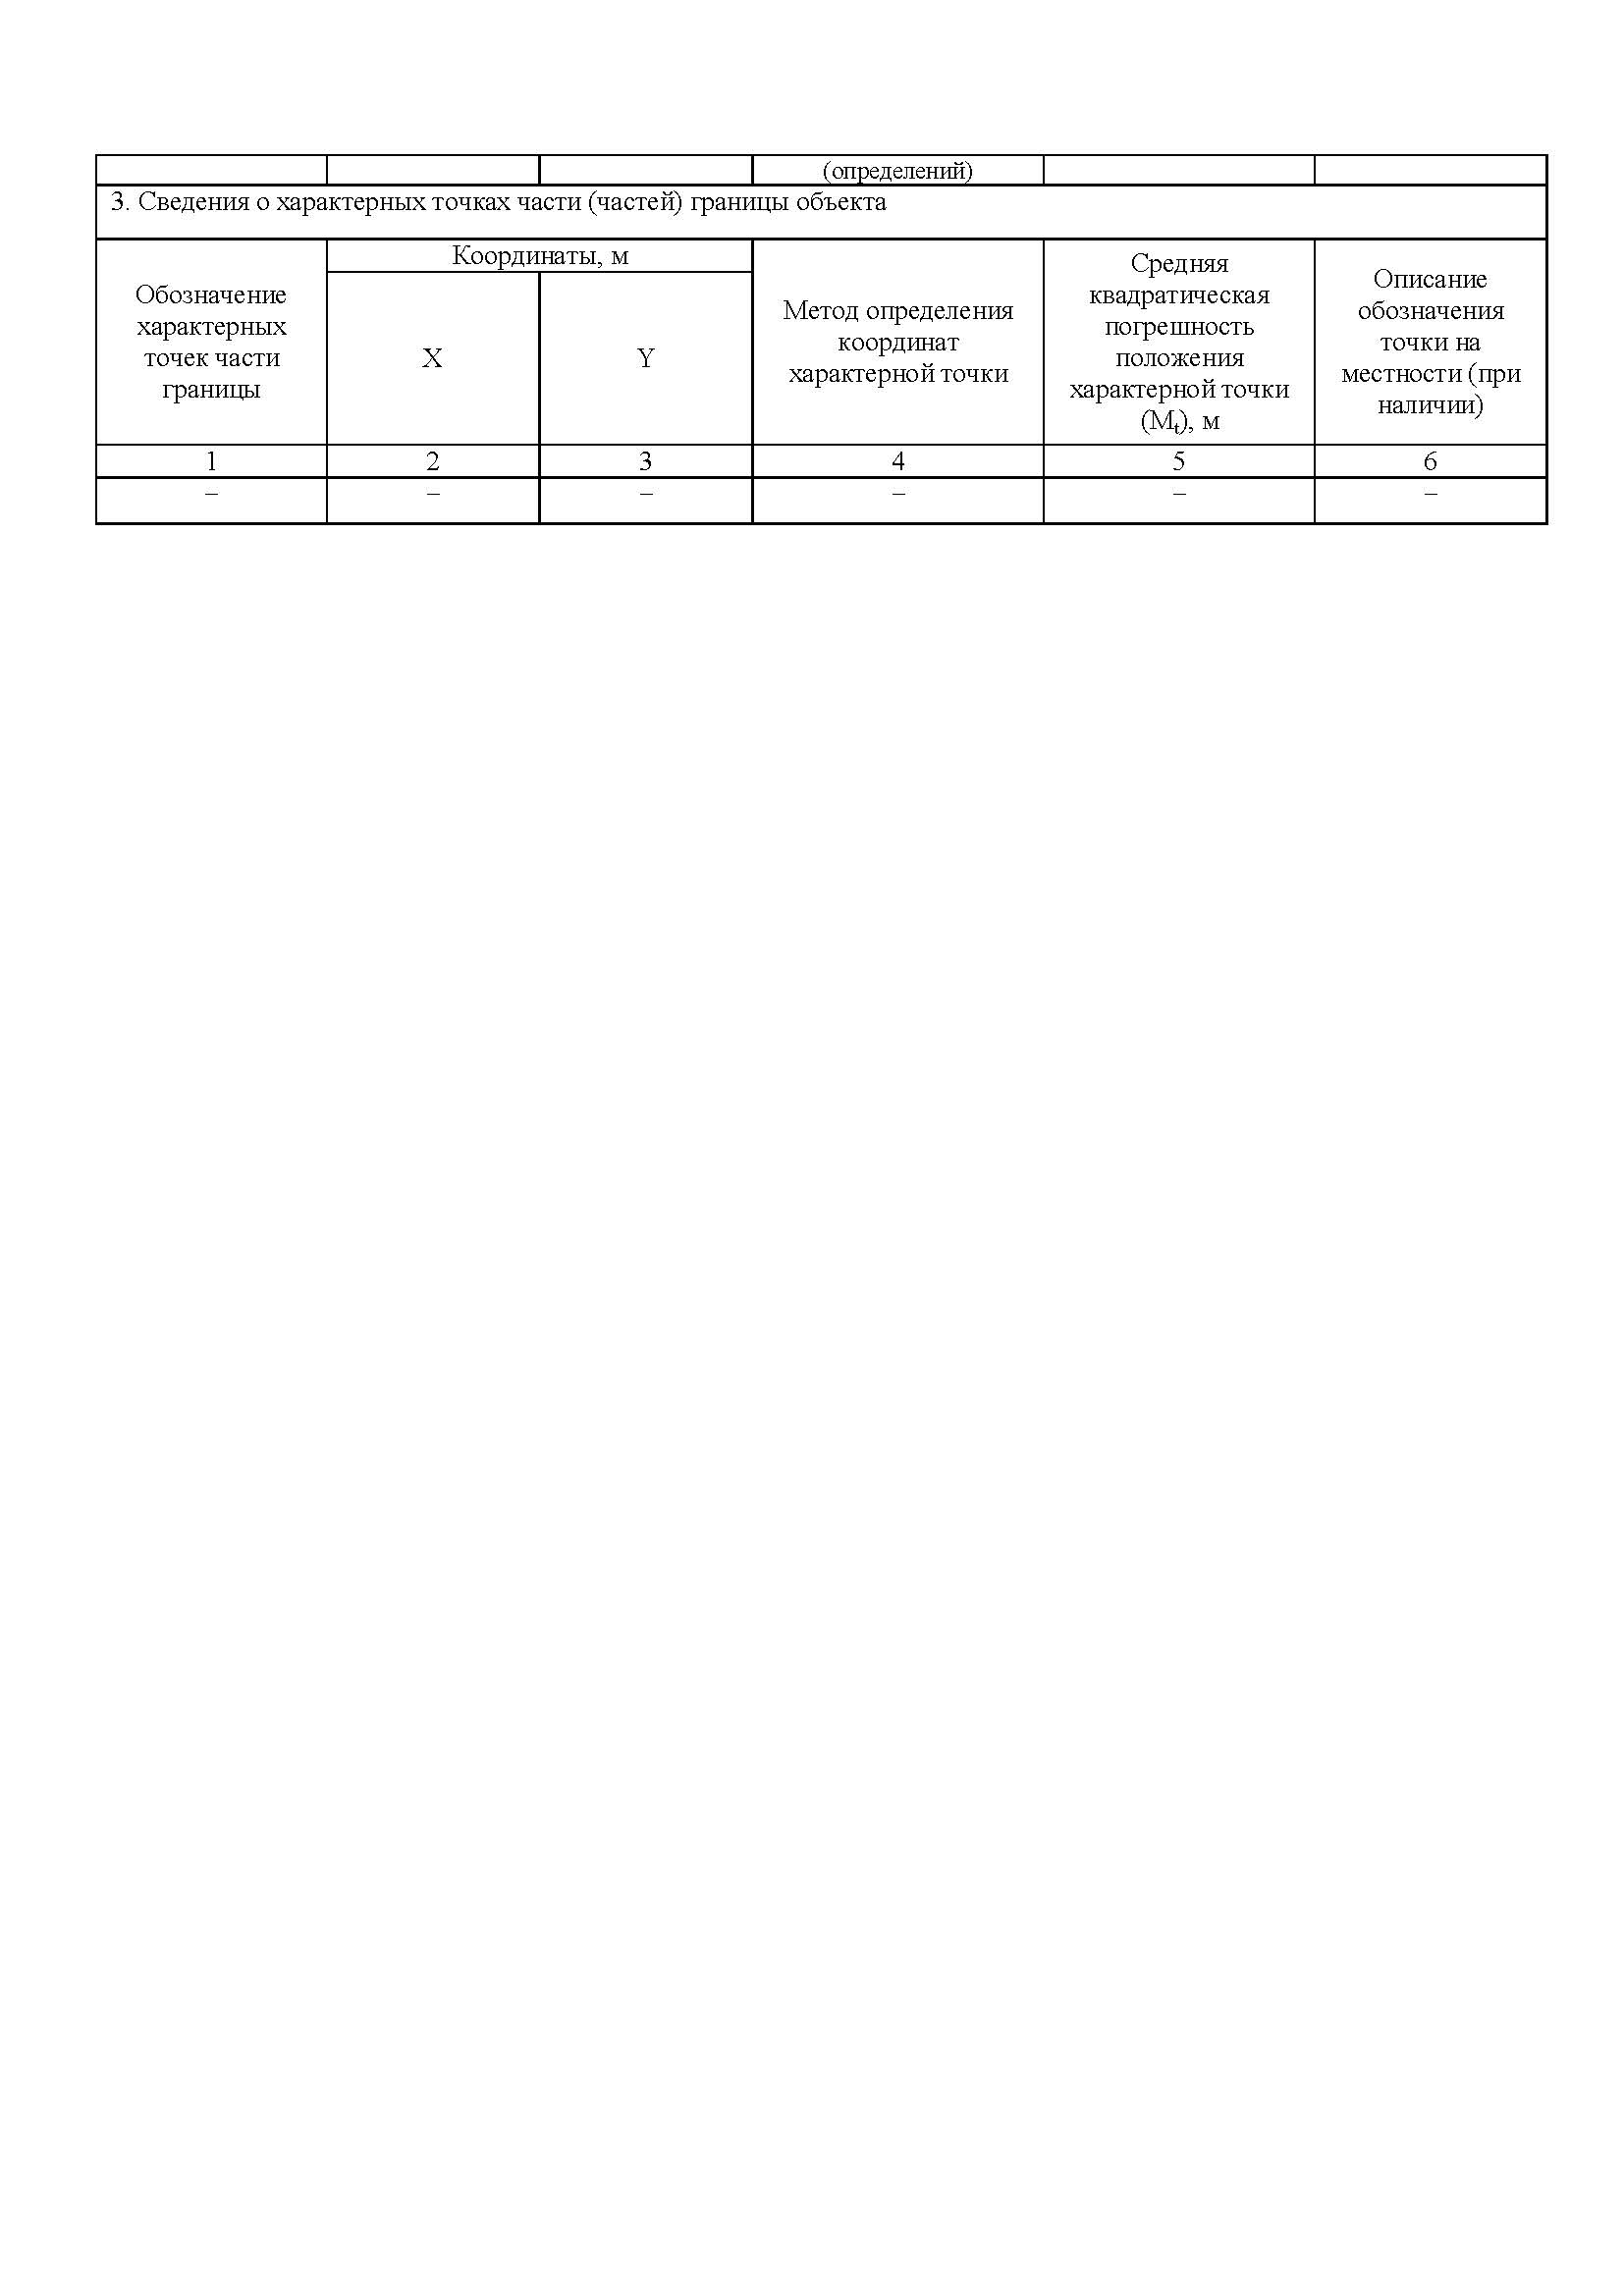 (определений)
3. Сведения о характерных точках части (частей) границы объекта
Обозначение
характерных
точек части
границы
Координаты, м
X
Y
Метод определения
координат
характерной точки
Средняя
квадратическая
погрешность
положения
характерной точки
(Mt), м
Описание
обозначения
точки на
местности (при
наличии)
1 2 3 4 5 6
– – – – – –